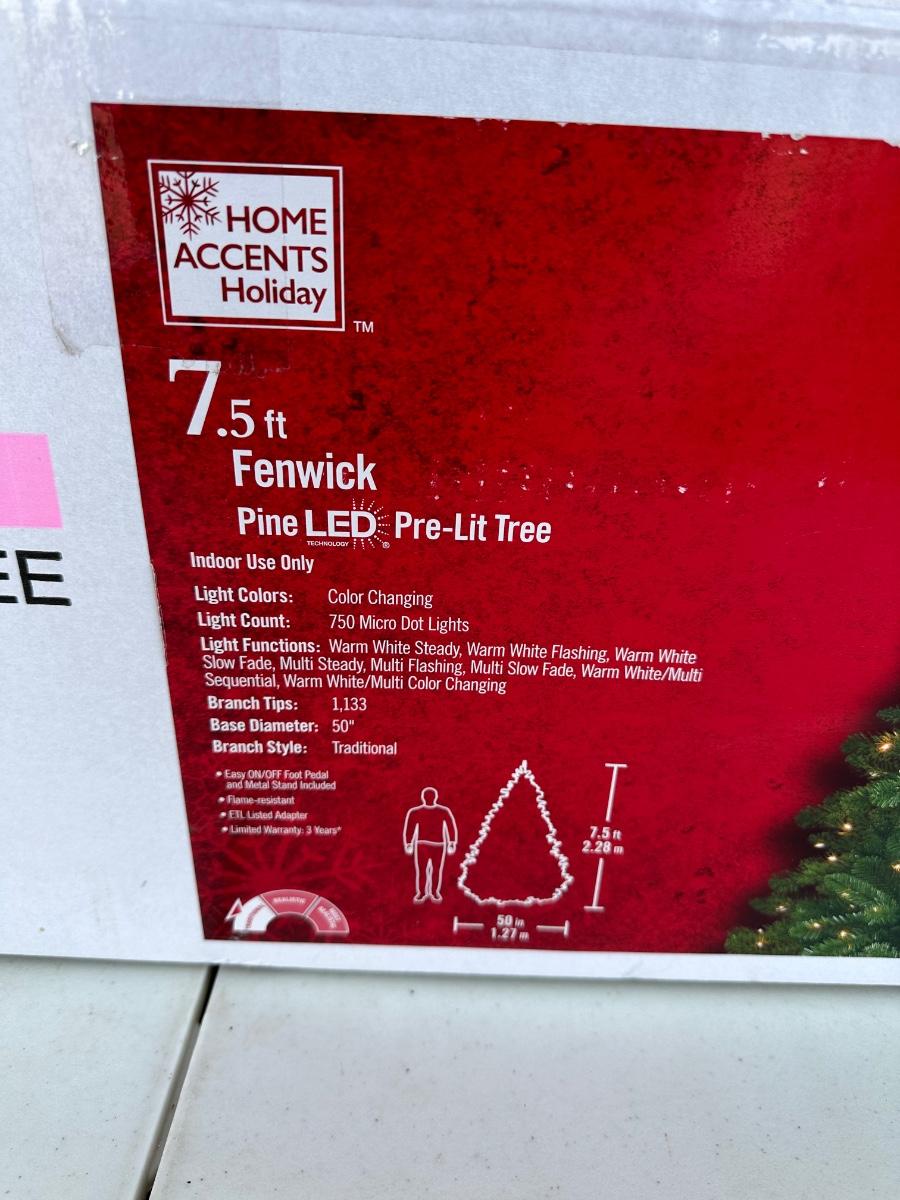 HOME
ACCENTS
Holiday
TM
7.5 ft
Fenwick
Pine LED Pre-Lit Tree
TECHNOLOGY ®
Indoor Use Only
Light Colors: Color Changing
Light Count: 750 Micro Dot Lights
Light Functions: Warm White Steady, Warm White Flashing, Warm White
Slow Fade, Multi Steady, Multi Flashing, Multi Slow Fade, Warm White/Multi
Sequential, Warm White/Multi Color Changing
Branch Tips: 1,133
Base Diameter: 50"
Branch Style: Traditional
• Easy ON/OFF Foot Pedal
and Metal Stand Included
• Flame-resistant
• ETL Listed Adapter
• Limited Warranty: 3 Years*
7.5 ft
2.28 m
50 in
1.27 m
REALISTIC
EE